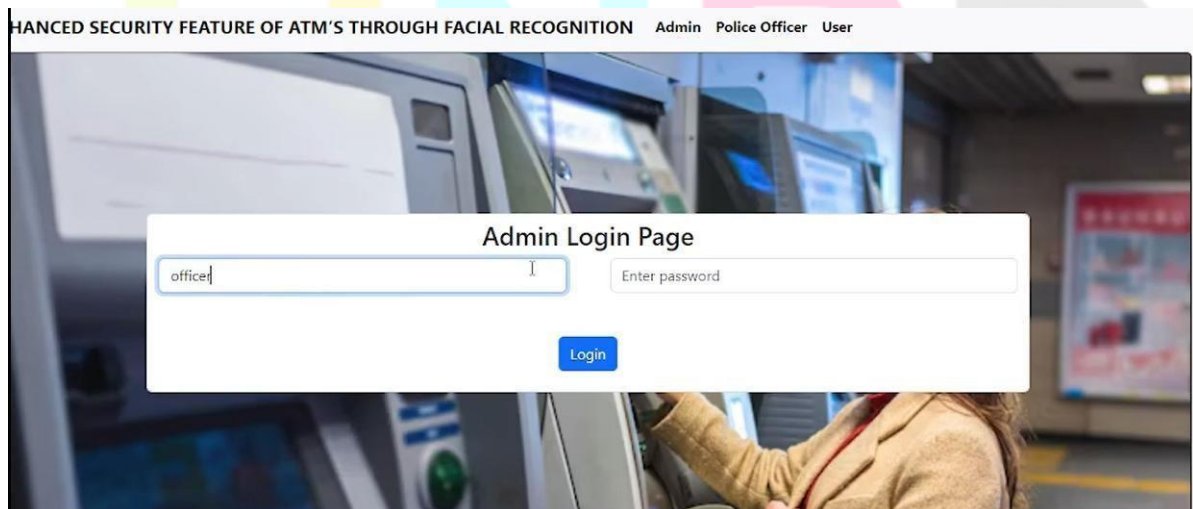 HANCED SECURITY FEATURE OF ATM'S THROUGH FACIAL RECOGNITION Admin Police Officer User
Admin Login Page
officer Enter password
Login